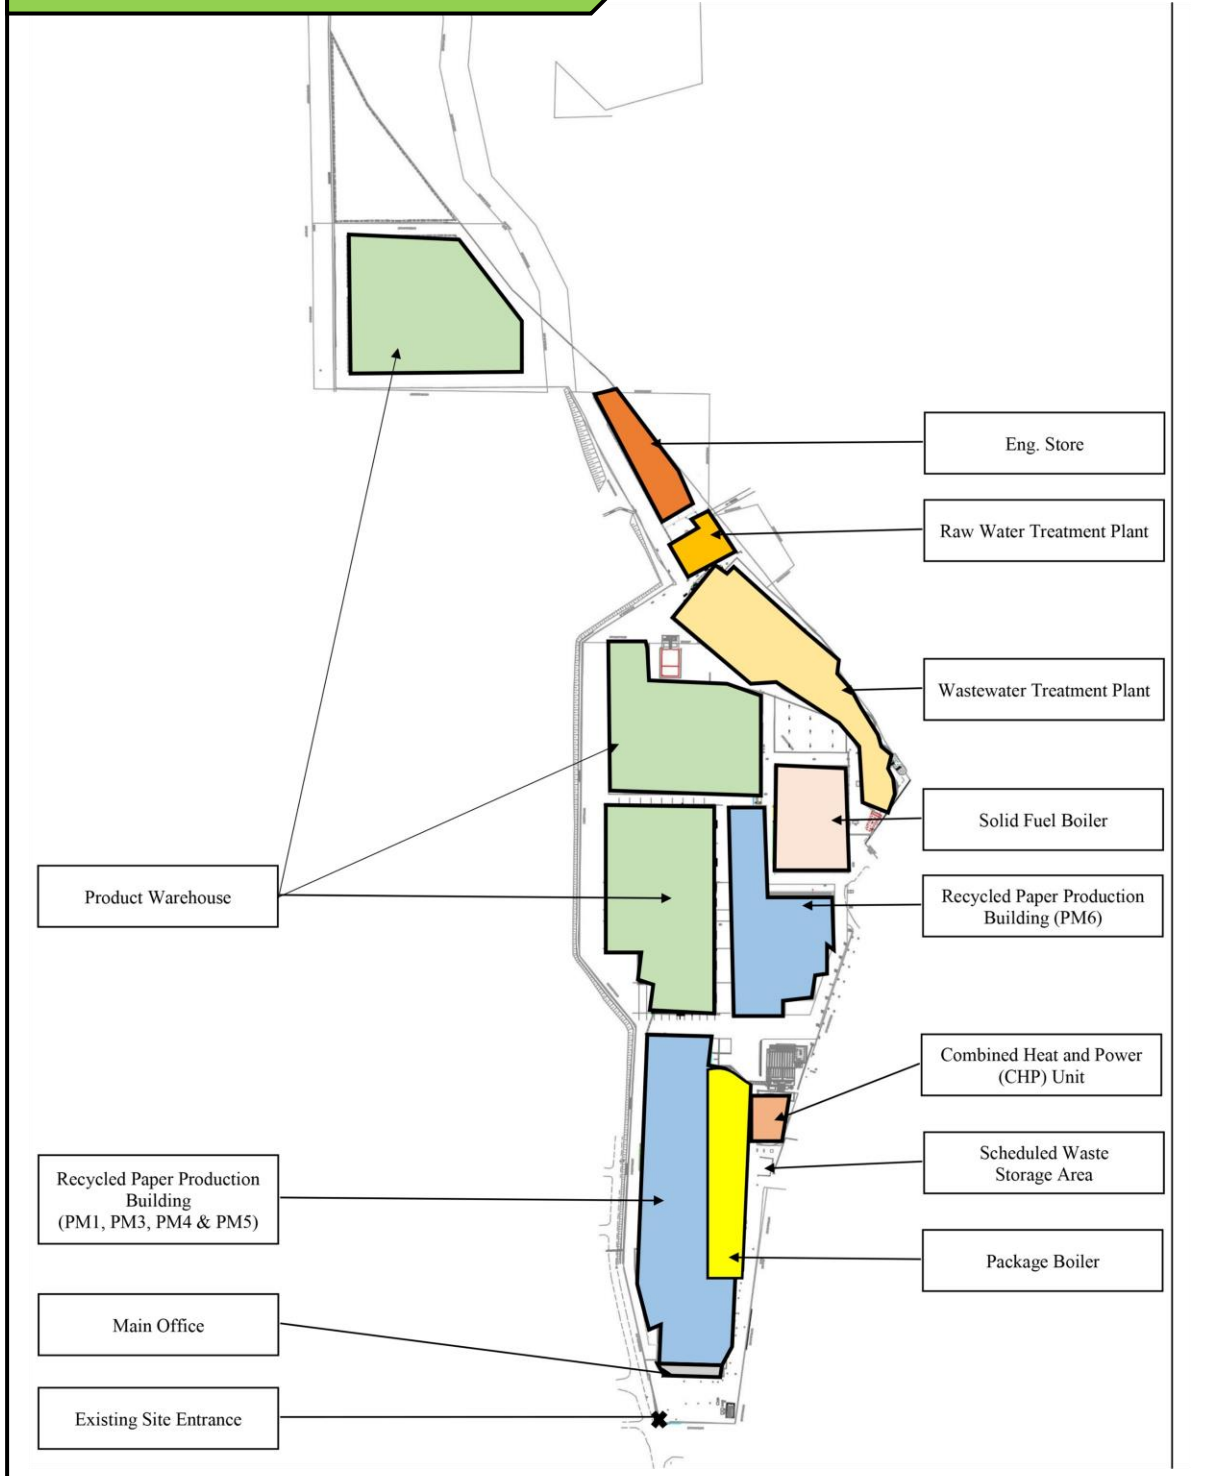 Eng. Store
Raw Water Treatment Plant
Wastewater Treatment Plant
Solid Fuel Boiler
Product Warehouse
Recycled Paper Production
Building (PM6)
Combined Heat and Power
(CHP) Unit
Scheduled Waste
Storage Area
Recycled Paper Production
Building
(PM1, PM3, PM4 & PM5)
Package Boiler
Main Office
Existing Site Entrance